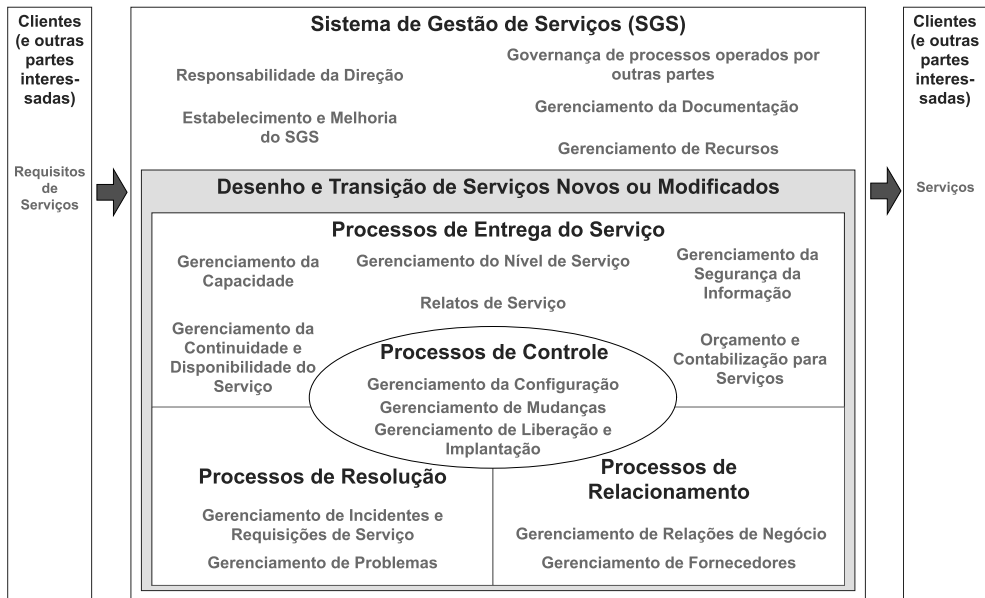 Clientes
(e outras
partes
interes-
sadas)
Requisitos
de
Serviços
Sistema de Gestão de Serviços (SGS)
Responsabilidade da Direção
Estabelecimento e Melhoria
do SGS
Governança de processos operados por
outras partes
Gerenciamento da Documentação
Gerenciamento de Recursos
Desenho e Transição de Serviços Novos ou Modificados
Processos de Entrega do Serviço
Gerenciamento da
Capacidade
Gerenciamento da
Continuidade e
Disponibilidade do
Serviço
Gerenciamento do Nível de Serviço
Relatos de Serviço
Gerenciamento da
Segurança da
Informação
Orçamento e
Contabilização para
Serviços
Processos de Controle
Gerenciamento da Configuração
Gerenciamento de Mudanças
Gerenciamento de Liberação e
Implantação
Processos de Resolução
Gerenciamento de Incidentes e
Requisições de Serviço
Gerenciamento de Problemas
Processos de
Relacionamento
Gerenciamento de Relações de Negócio
Gerenciamento de Fornecedores
Clientes
(e outras
partes
interes-
sadas)
Serviços